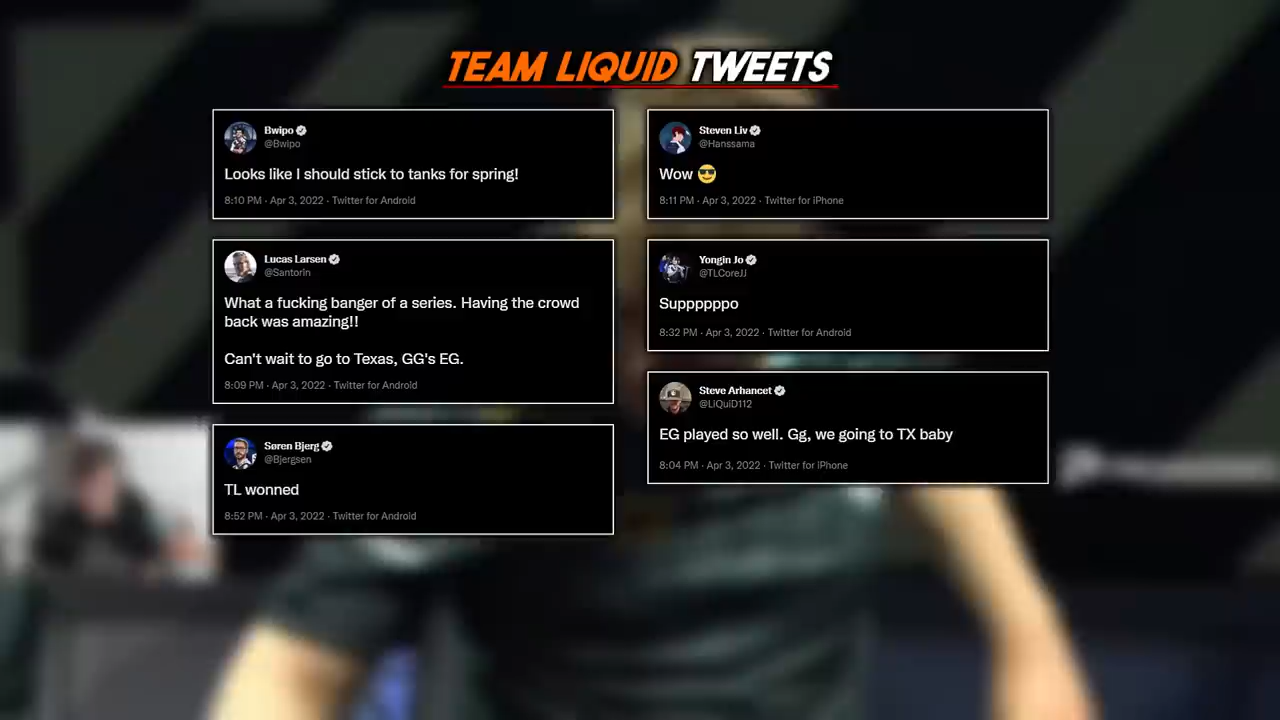 TEAM LIQUID TWEETS
Bwipo
@Bwipo
Looks like I should stick to tanks for spring!
8:10 PM · Apr 3, 2022 · Twitter for Android
Lucas Larsen
@Santorin
What a fucking banger of a series. Having the crowd
back was amazing!!
Can't wait to go to Texas, GG's EG.
8:09 PM · Apr 3, 2022 · Twitter for Android
Søren Bjerg
@Bjergsen
TL wonned
8:52 PM · Apr 3, 2022 · Twitter for Android
Steven Liv
@Hanssama
Wow 😎
8:11 PM · Apr 3, 2022 · Twitter for iPhone
Yongin Jo
@TLCoreJJ
Suppppppo
8:32 PM · Apr 3, 2022 · Twitter for Android
Steve Arhancet
@LiQuiD112
EG played so well. Gg, we going to TX baby
8:04 PM · Apr 3, 2022 · Twitter for iPhone